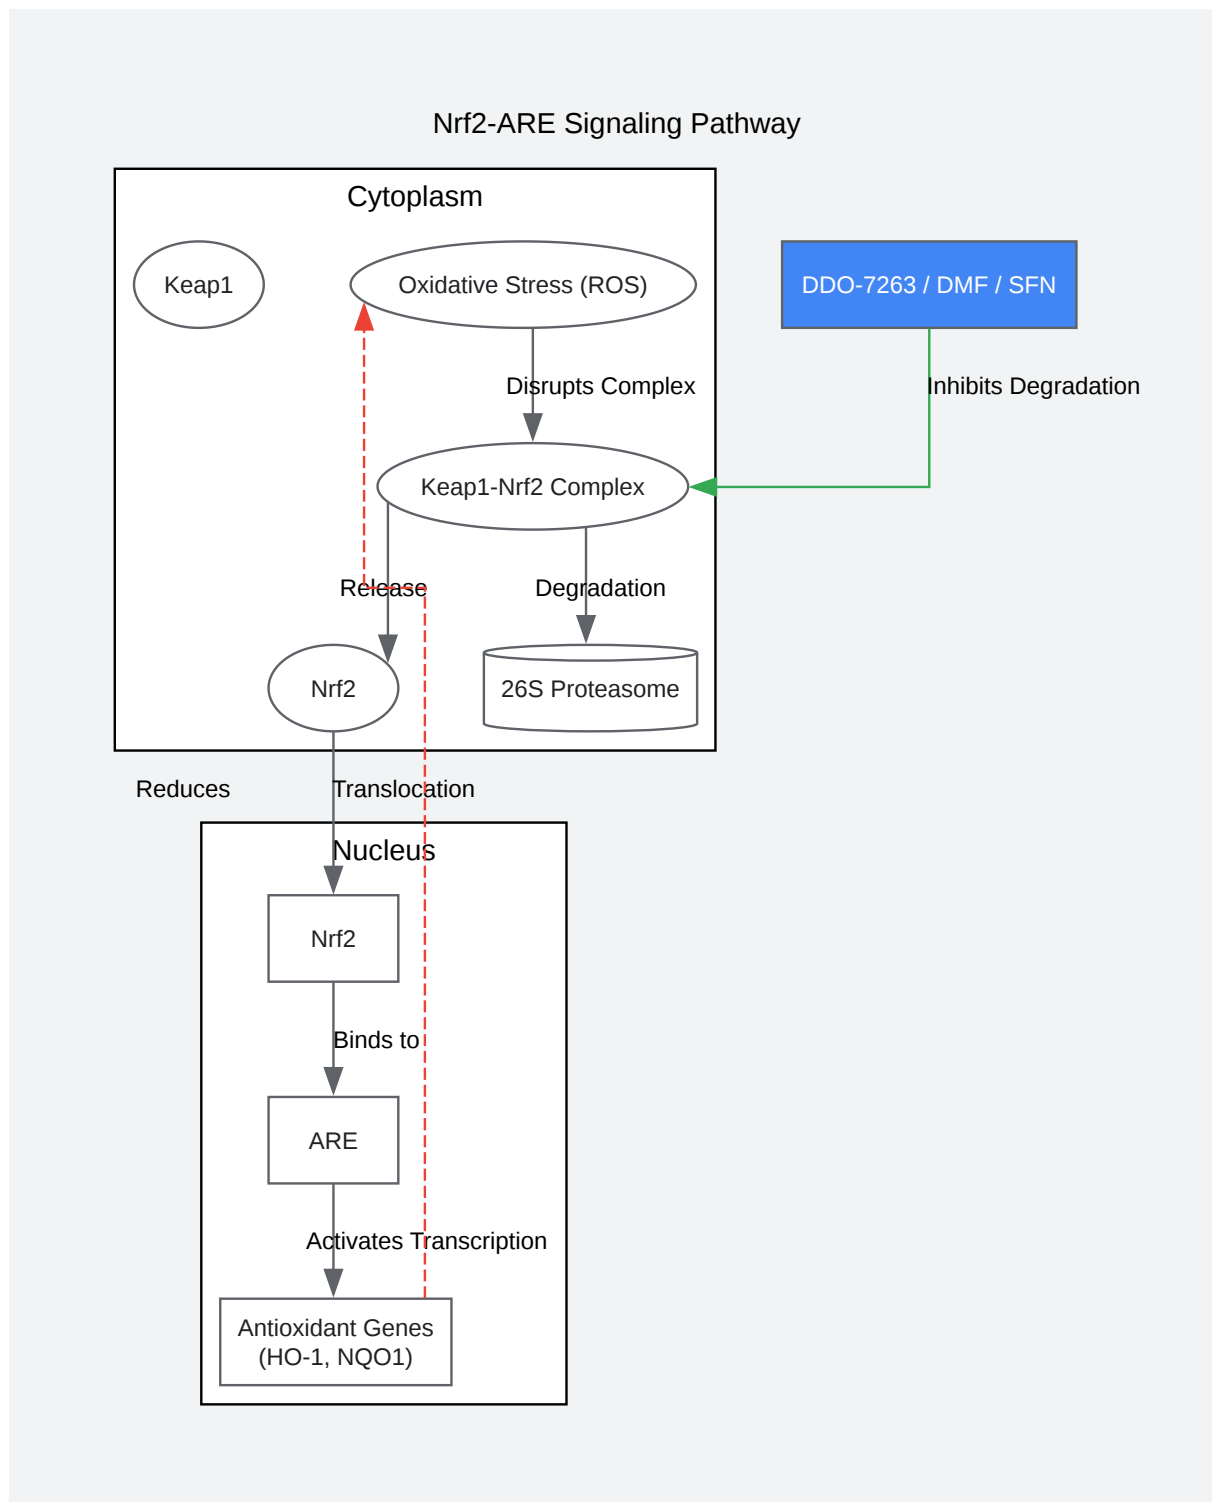 Nrf2-ARE Signaling Pathway
Cytoplasm
Keap1
Oxidative Stress (ROS)
DDO-7263 / DMF / SFN
Disrupts Complex
Inhibits Degradation
Keap1-Nrf2 Complex
Release
Degradation
Nrf2
26S Proteasome
Reduces
Translocation
Nucleus
Nrf2
Binds to
ARE
Activates Transcription
Antioxidant Genes
(HO-1, NQO1)